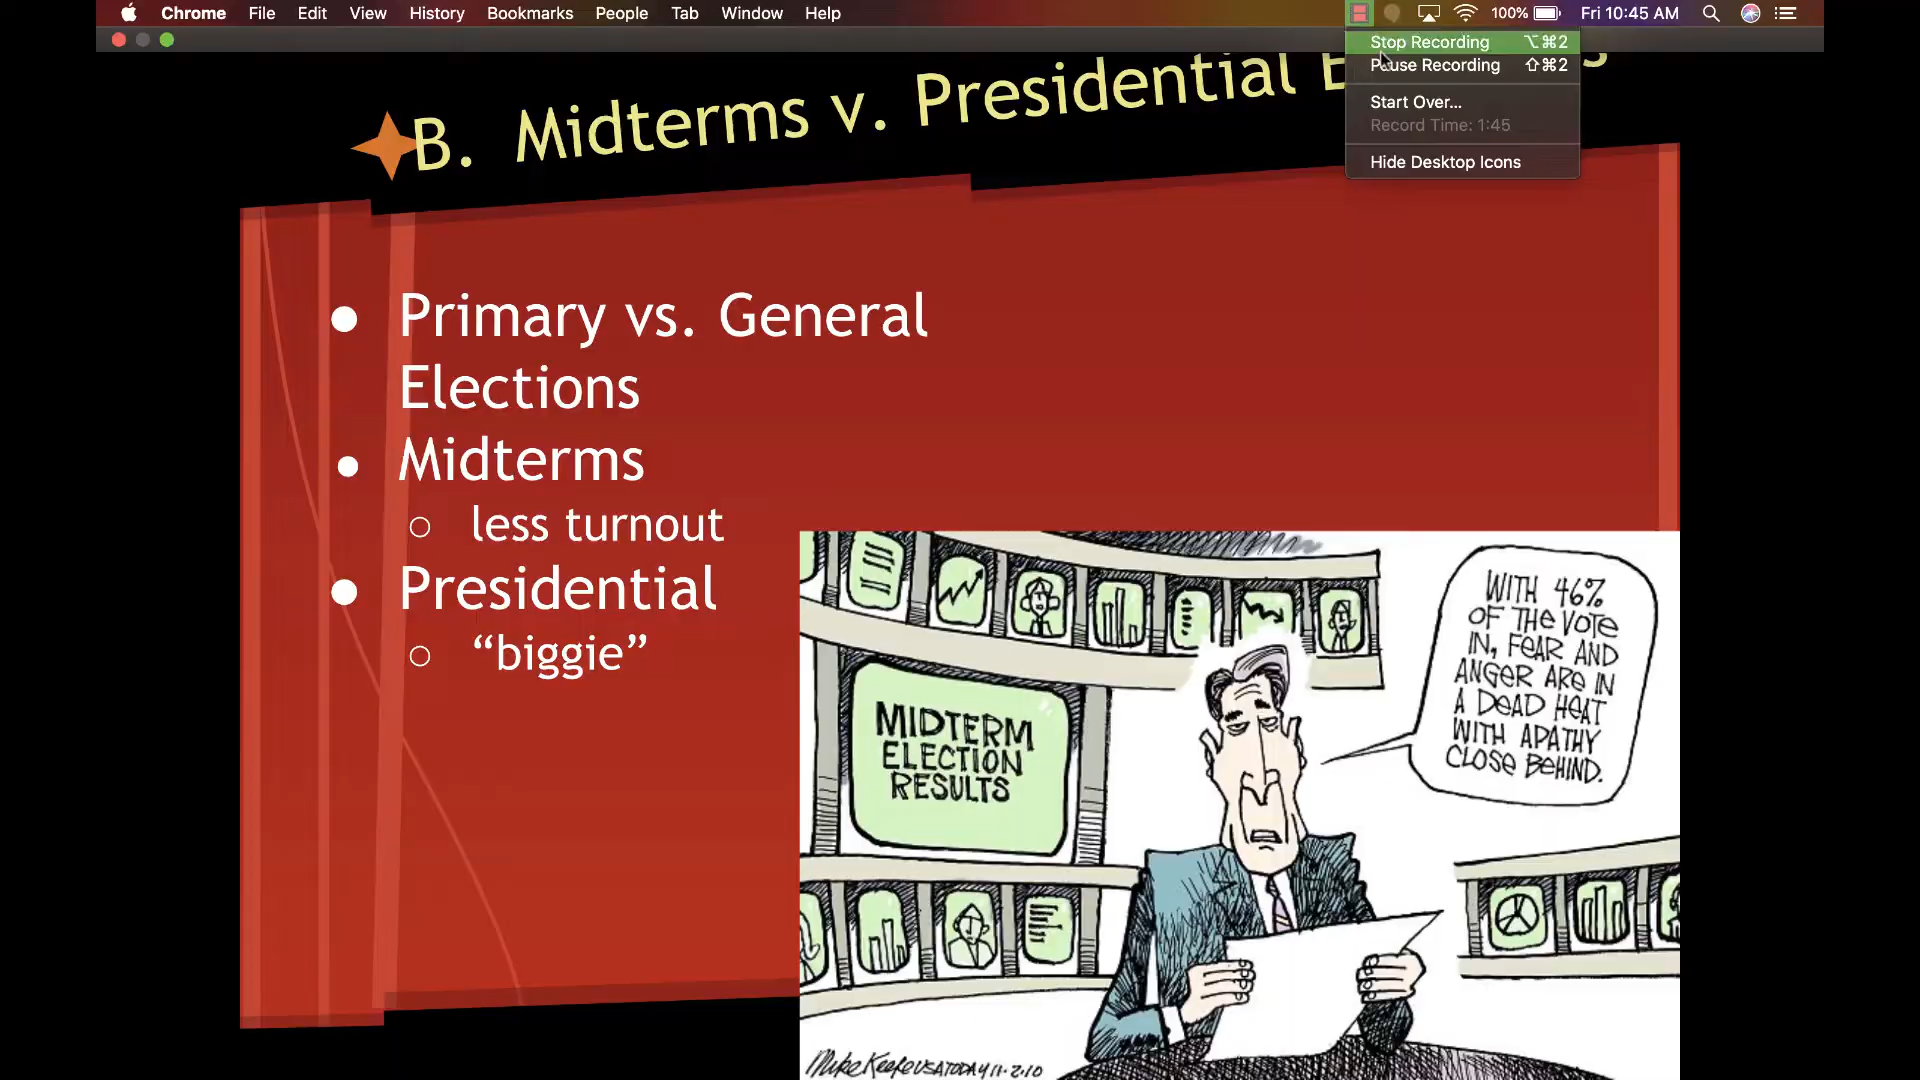 Chrome File Edit View History Bookmarks People Tab Window Help 100% Fri 10:45 AM
Stop Recording ⌥⌘2
Pause Recording ⇧⌘2
Start Over...
Record Time: 1:45
Hide Desktop Icons
B. Midterms v. Presidential
● Primary vs. General
Elections
● Midterms
○ less turnout
● Presidential
○ “biggie”
WITH 46%
OF THE VOTE
IN, FEAR AND
ANGER ARE IN
A DEAD HEAT
WITH APATHY
CLOSE BEHIND.
MIDTERM
ELECTION
RESULTS
Mike Keefe USA TODAY 11·2·10